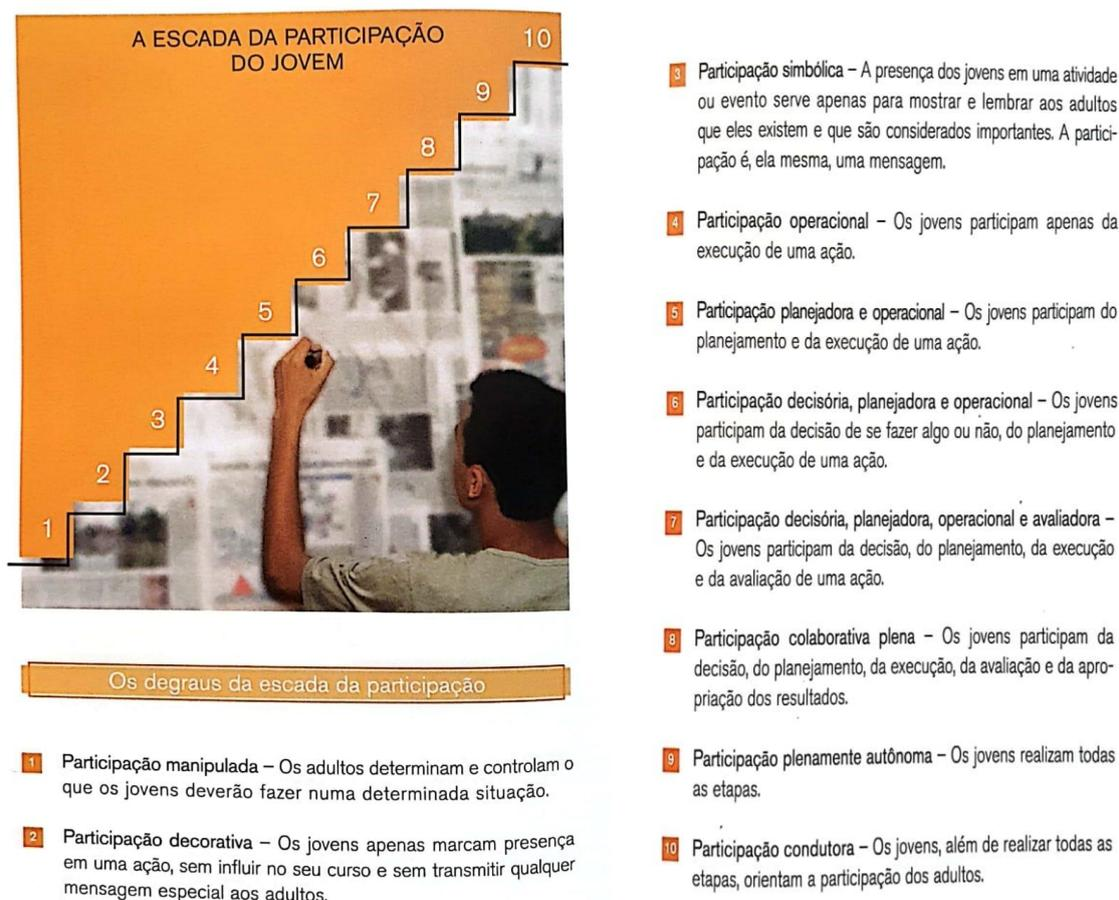 A ESCADA DA PARTICIPAÇÃO
DO JOVEM
10
9
8
7
6
5
4
3
2
1
Os degraus da escada da participação
1 Participação manipulada – Os adultos determinam e controlam o
que os jovens deverão fazer numa determinada situação.
2 Participação decorativa – Os jovens apenas marcam presença
em uma ação, sem influir no seu curso e sem transmitir qualquer
mensagem especial aos adultos.
3 Participação simbólica – A presença dos jovens em uma atividade
ou evento serve apenas para mostrar e lembrar aos adultos
que eles existem e que são considerados importantes. A partici-
pação é, ela mesma, uma mensagem.
4 Participação operacional – Os jovens participam apenas da
execução de uma ação.
5 Participação planejadora e operacional – Os jovens participam do
planejamento e da execução de uma ação.
6 Participação decisória, planejadora e operacional – Os jovens
participam da decisão de se fazer algo ou não, do planejamento
e da execução de uma ação.
7 Participação decisória, planejadora, operacional e avaliadora –
Os jovens participam da decisão, do planejamento, da execução
e da avaliação de uma ação.
8 Participação colaborativa plena – Os jovens participam da
decisão, do planejamento, da execução, da avaliação e da apro-
priação dos resultados.
9 Participação plenamente autônoma – Os jovens realizam todas
as etapas.
10 Participação condutora – Os jovens, além de realizar todas as
etapas, orientam a participação dos adultos.